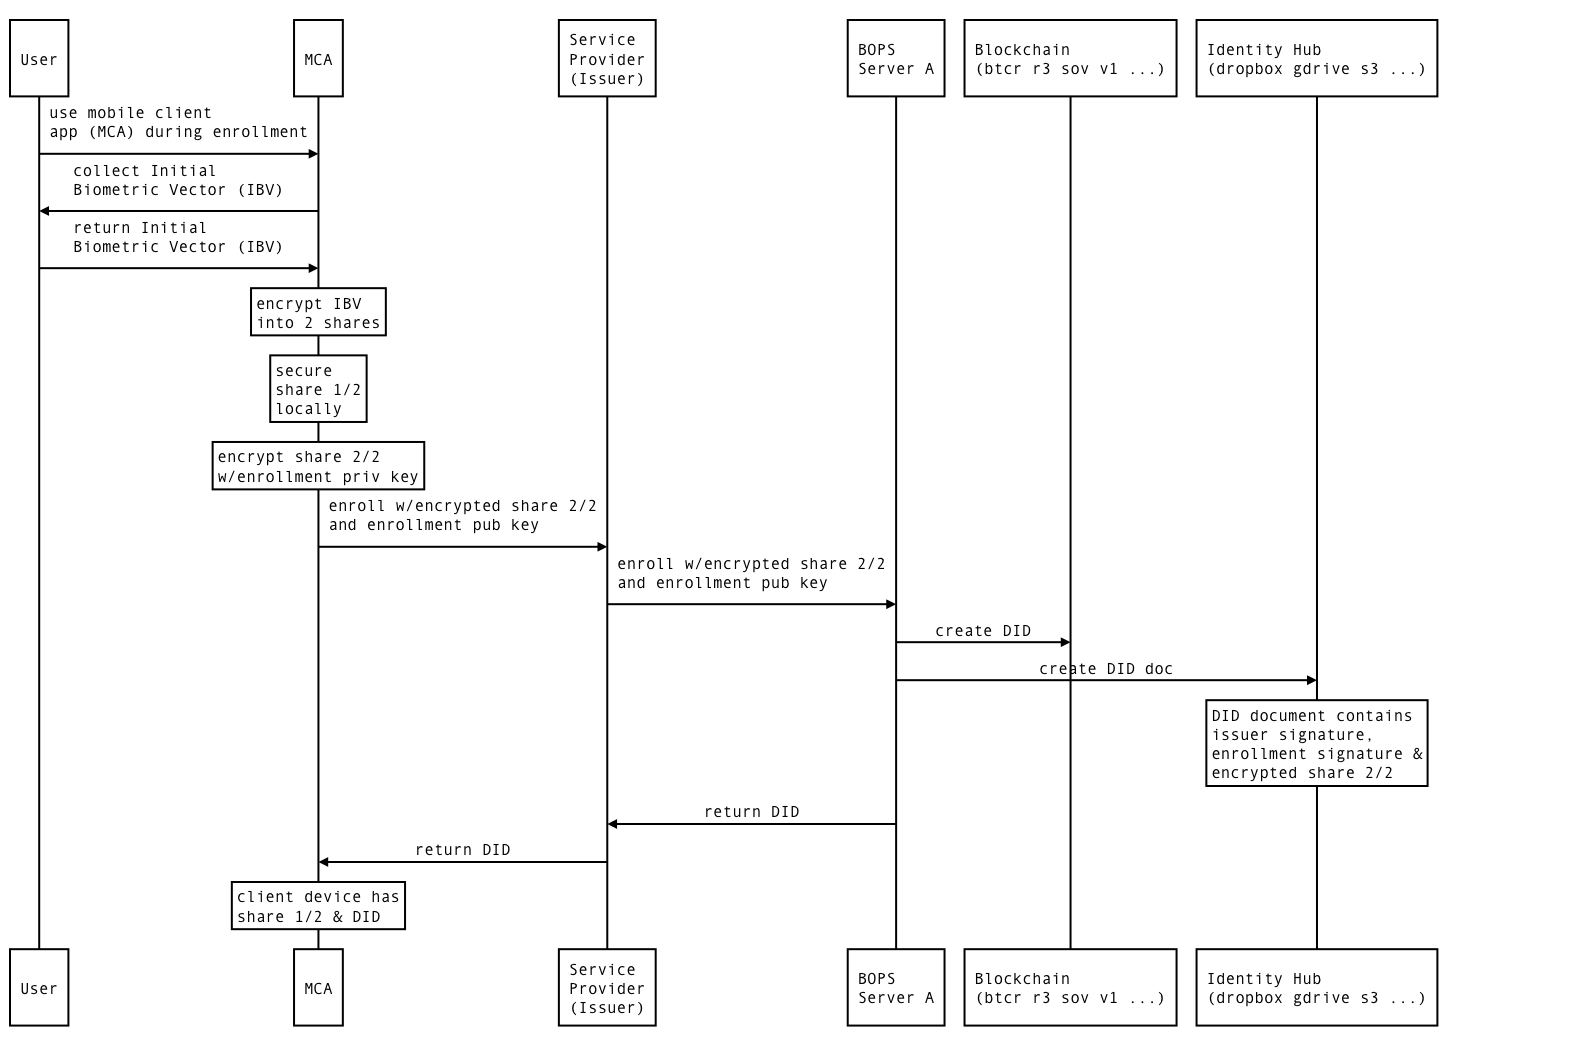 User
MCA
Service
Provider
(Issuer)
BOPS
Server A
Blockchain
(btcr r3 sov v1 ...)
Identity Hub
(dropbox gdrive s3 ...)
use mobile client
app (MCA) during enrollment
collect Initial
Biometric Vector (IBV)
return Initial
Biometric Vector (IBV)
encrypt IBV
into 2 shares
secure
share 1/2
locally
encrypt share 2/2
w/enrollment priv key
enroll w/encrypted share 2/2
and enrollment pub key
enroll w/encrypted share 2/2
and enrollment pub key
create DID
create DID doc
DID document contains
issuer signature,
enrollment signature &
encrypted share 2/2
return DID
return DID
client device has
share 1/2 & DID
User
MCA
Service
Provider
(Issuer)
BOPS
Server A
Blockchain
(btcr r3 sov v1 ...)
Identity Hub
(dropbox gdrive s3 ...)